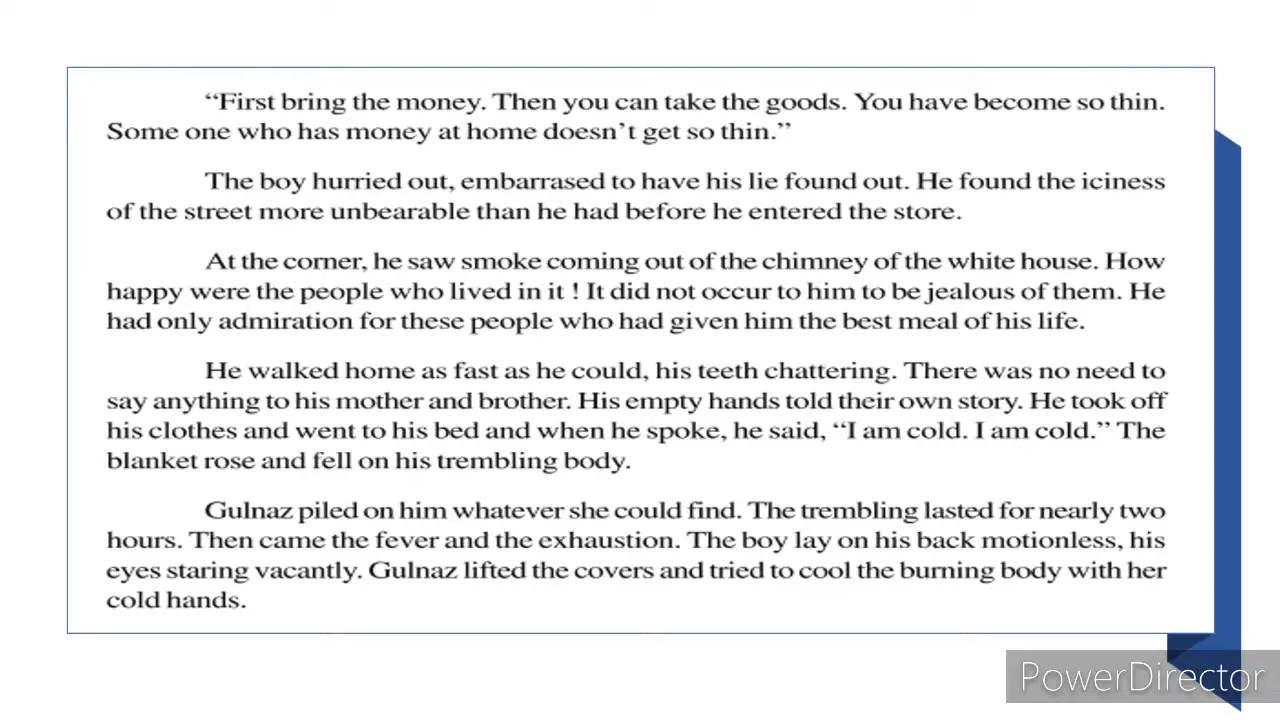 “First bring the money. Then you can take the goods. You have become so thin.
Some one who has money at home doesn’t get so thin.”
The boy hurried out, embarrased to have his lie found out. He found the iciness
of the street more unbearable than he had before he entered the store.
At the corner, he saw smoke coming out of the chimney of the white house. How
happy were the people who lived in it ! It did not occur to him to be jealous of them. He
had only admiration for these people who had given him the best meal of his life.
He walked home as fast as he could, his teeth chattering. There was no need to
say anything to his mother and brother. His empty hands told their own story. He took off
his clothes and went to his bed and when he spoke, he said, “I am cold. I am cold.” The
blanket rose and fell on his trembling body.
Gulnaz piled on him whatever she could find. The trembling lasted for nearly two
hours. Then came the fever and the exhaustion. The boy lay on his back motionless, his
eyes staring vacantly. Gulnaz lifted the covers and tried to cool the burning body with her
cold hands.
PowerDirector